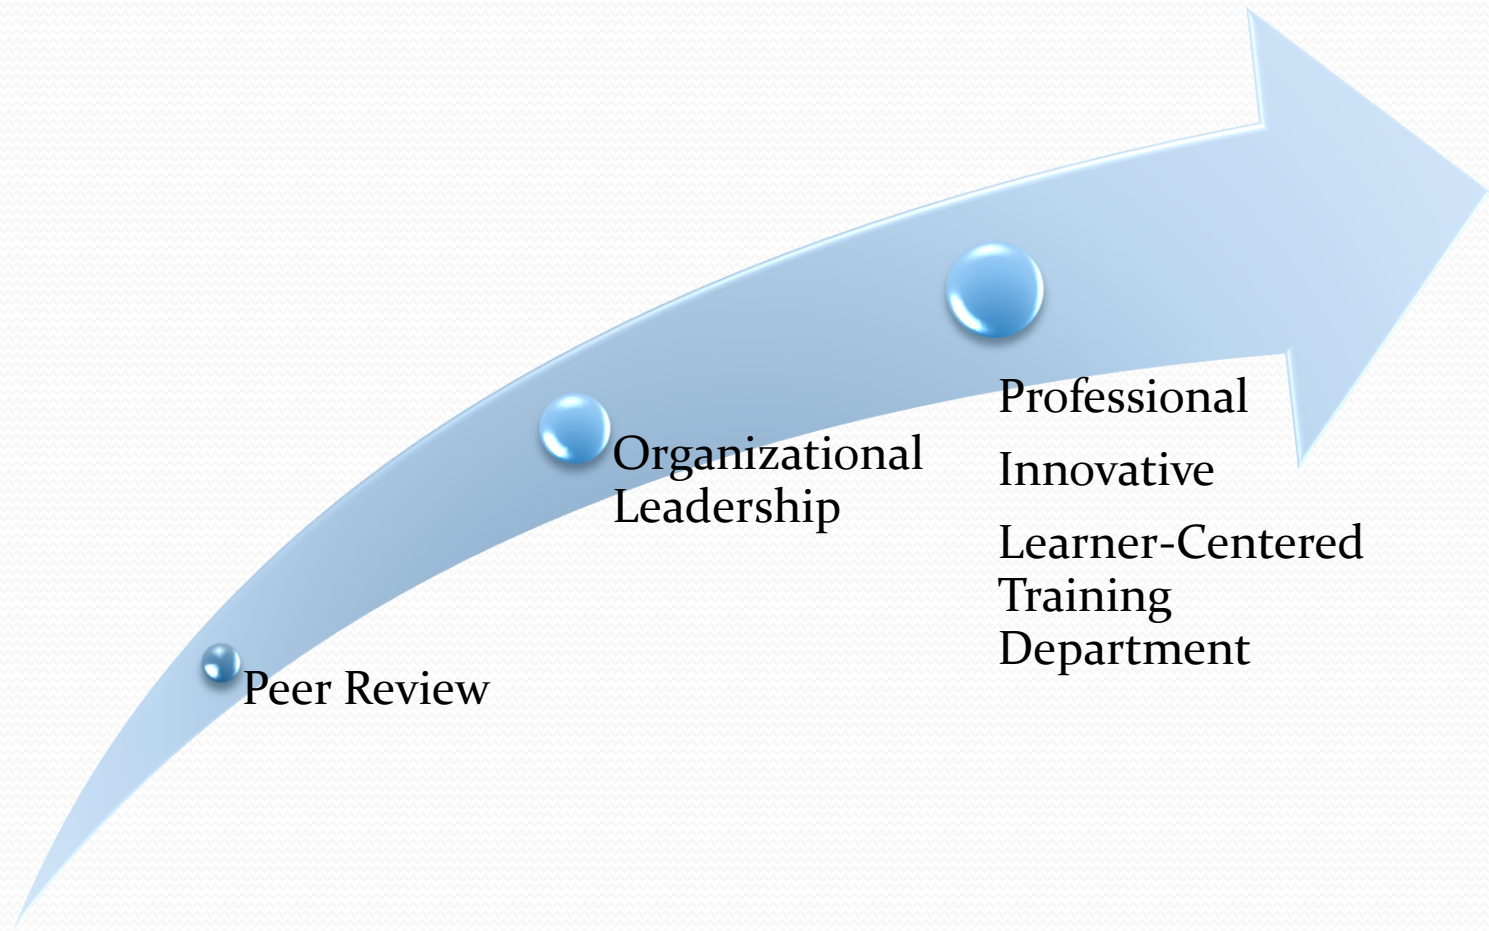 Peer Review
Organizational
Leadership
Professional
Innovative
Learner-Centered
Training
Department